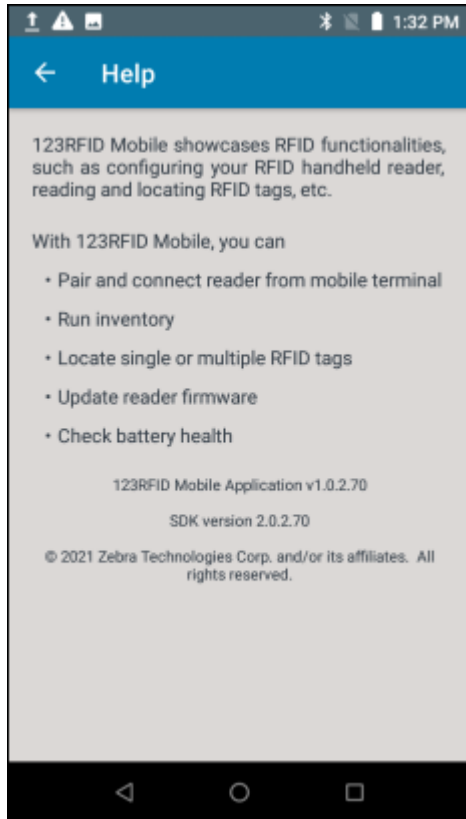 1:32 PM
Help
123RFID Mobile showcases RFID functionalities,
such as configuring your RFID handheld reader,
reading and locating RFID tags, etc.
With 123RFID Mobile, you can
• Pair and connect reader from mobile terminal
• Run inventory
• Locate single or multiple RFID tags
• Update reader firmware
• Check battery health
123RFID Mobile Application v1.0.2.70
SDK version 2.0.2.70
© 2021 Zebra Technologies Corp. and/or its affiliates. All
rights reserved.